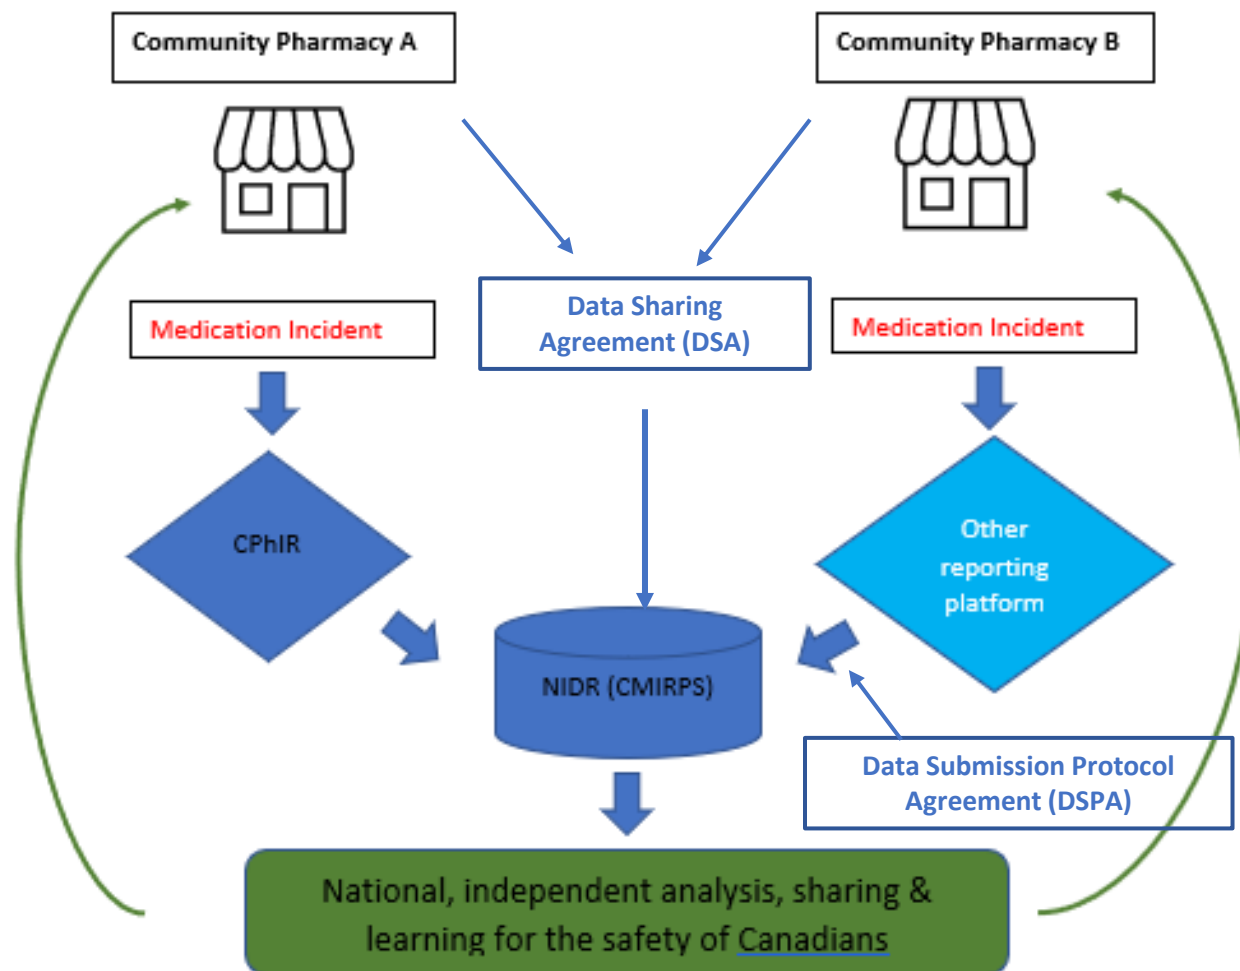 Community Pharmacy A
Community Pharmacy B
Data Sharing
Agreement (DSA)
Medication Incident
Medication Incident
CPhIR
Other
reporting
platform
NIDR (CMIRPS)
Data Submission Protocol
Agreement (DSPA)
National, independent analysis, sharing &
learning for the safety of Canadians